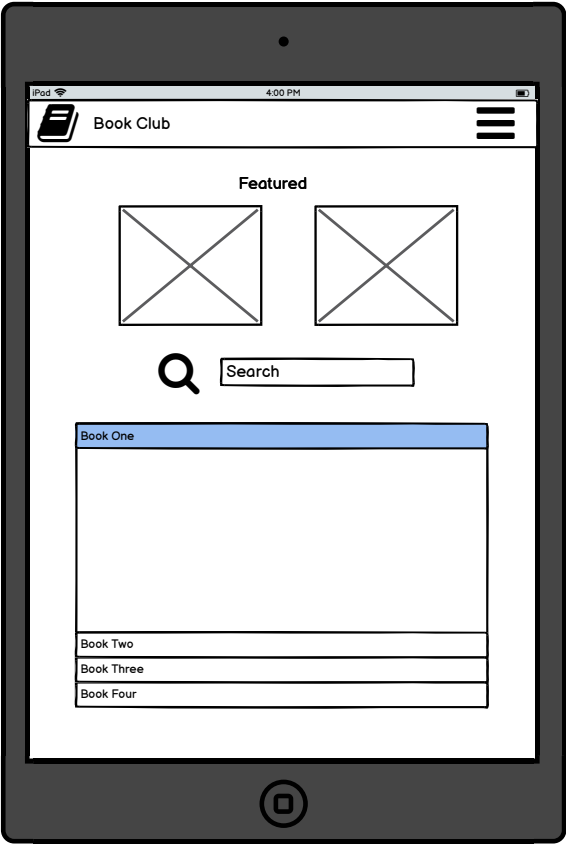 iPad 4:00 PM
Book Club
Featured
Search
Book One
Book Two
Book Three
Book Four